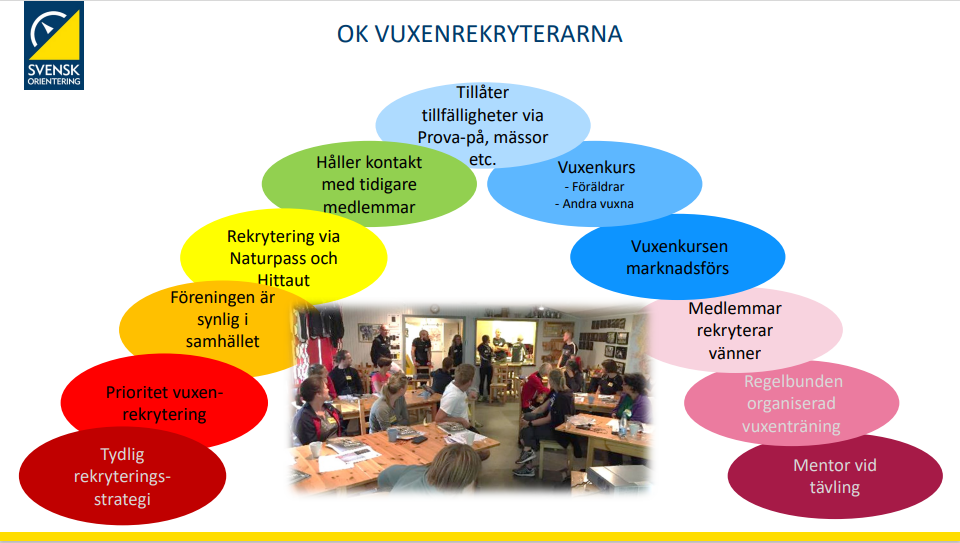 SVENSK
ORIENTERING
OK VUXENREKRYTERARNA
Tillåter
tillfälligheter via
Prova-på, mässor
etc.
Håller kontakt
med tidigare
medlemmar
Vuxenkurs
- Föräldrar
- Andra vuxna
Rekrytering via
Naturpass och
Hittaut
Vuxenkursen
marknadsförs
Föreningen är
synlig i
samhället
Medlemmar
rekryterar
vänner
Prioritet vuxen-
rekrytering
Regelbunden
organiserad
vuxenträning
Tydlig
rekryterings-
strategi
Mentor vid
tävling